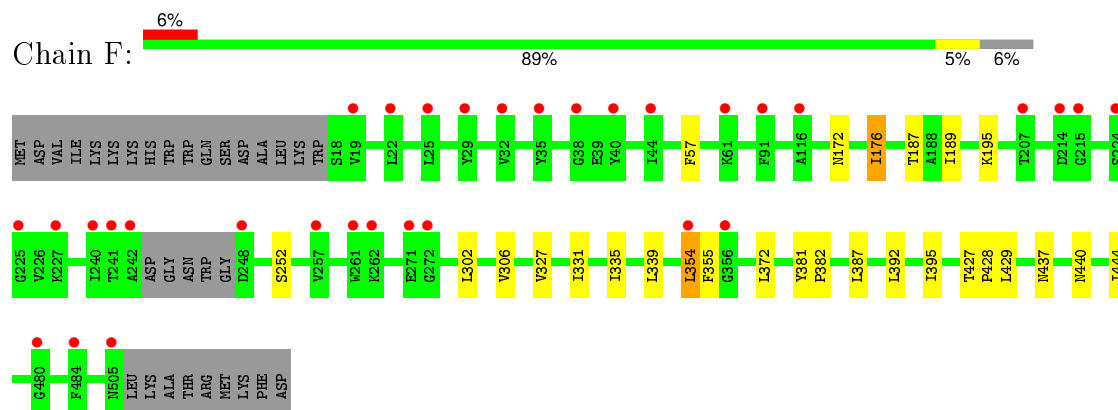 6%
Chain F:
89% 5% 6%
MET ASP VAL ILE LYS LYS LYS HIS TRP TRP GLN SER ASP ASP ALA LEU LYS TRP S18 V19 L22 L25 Y29 V32 Y35 G38 E39 Y40 I44 K61 F91 A116 F57 N172 I176 T187 A188 I189 K195 T207 D214 G215 S224
G225 V226 K227 I240 T241 A242 ASP GLY ASN TRP GLY D248 S252 V257 W261 K262 E271 G272 L302 V306 V327 I331 I335 L339 L354 F355 G356 L372 Y381 P382 L387 L392 I395 T427 P428 L429 N437 N440
G480 F484 N505 LEU LYS ALA THR ARG MET LYS PHE ASP